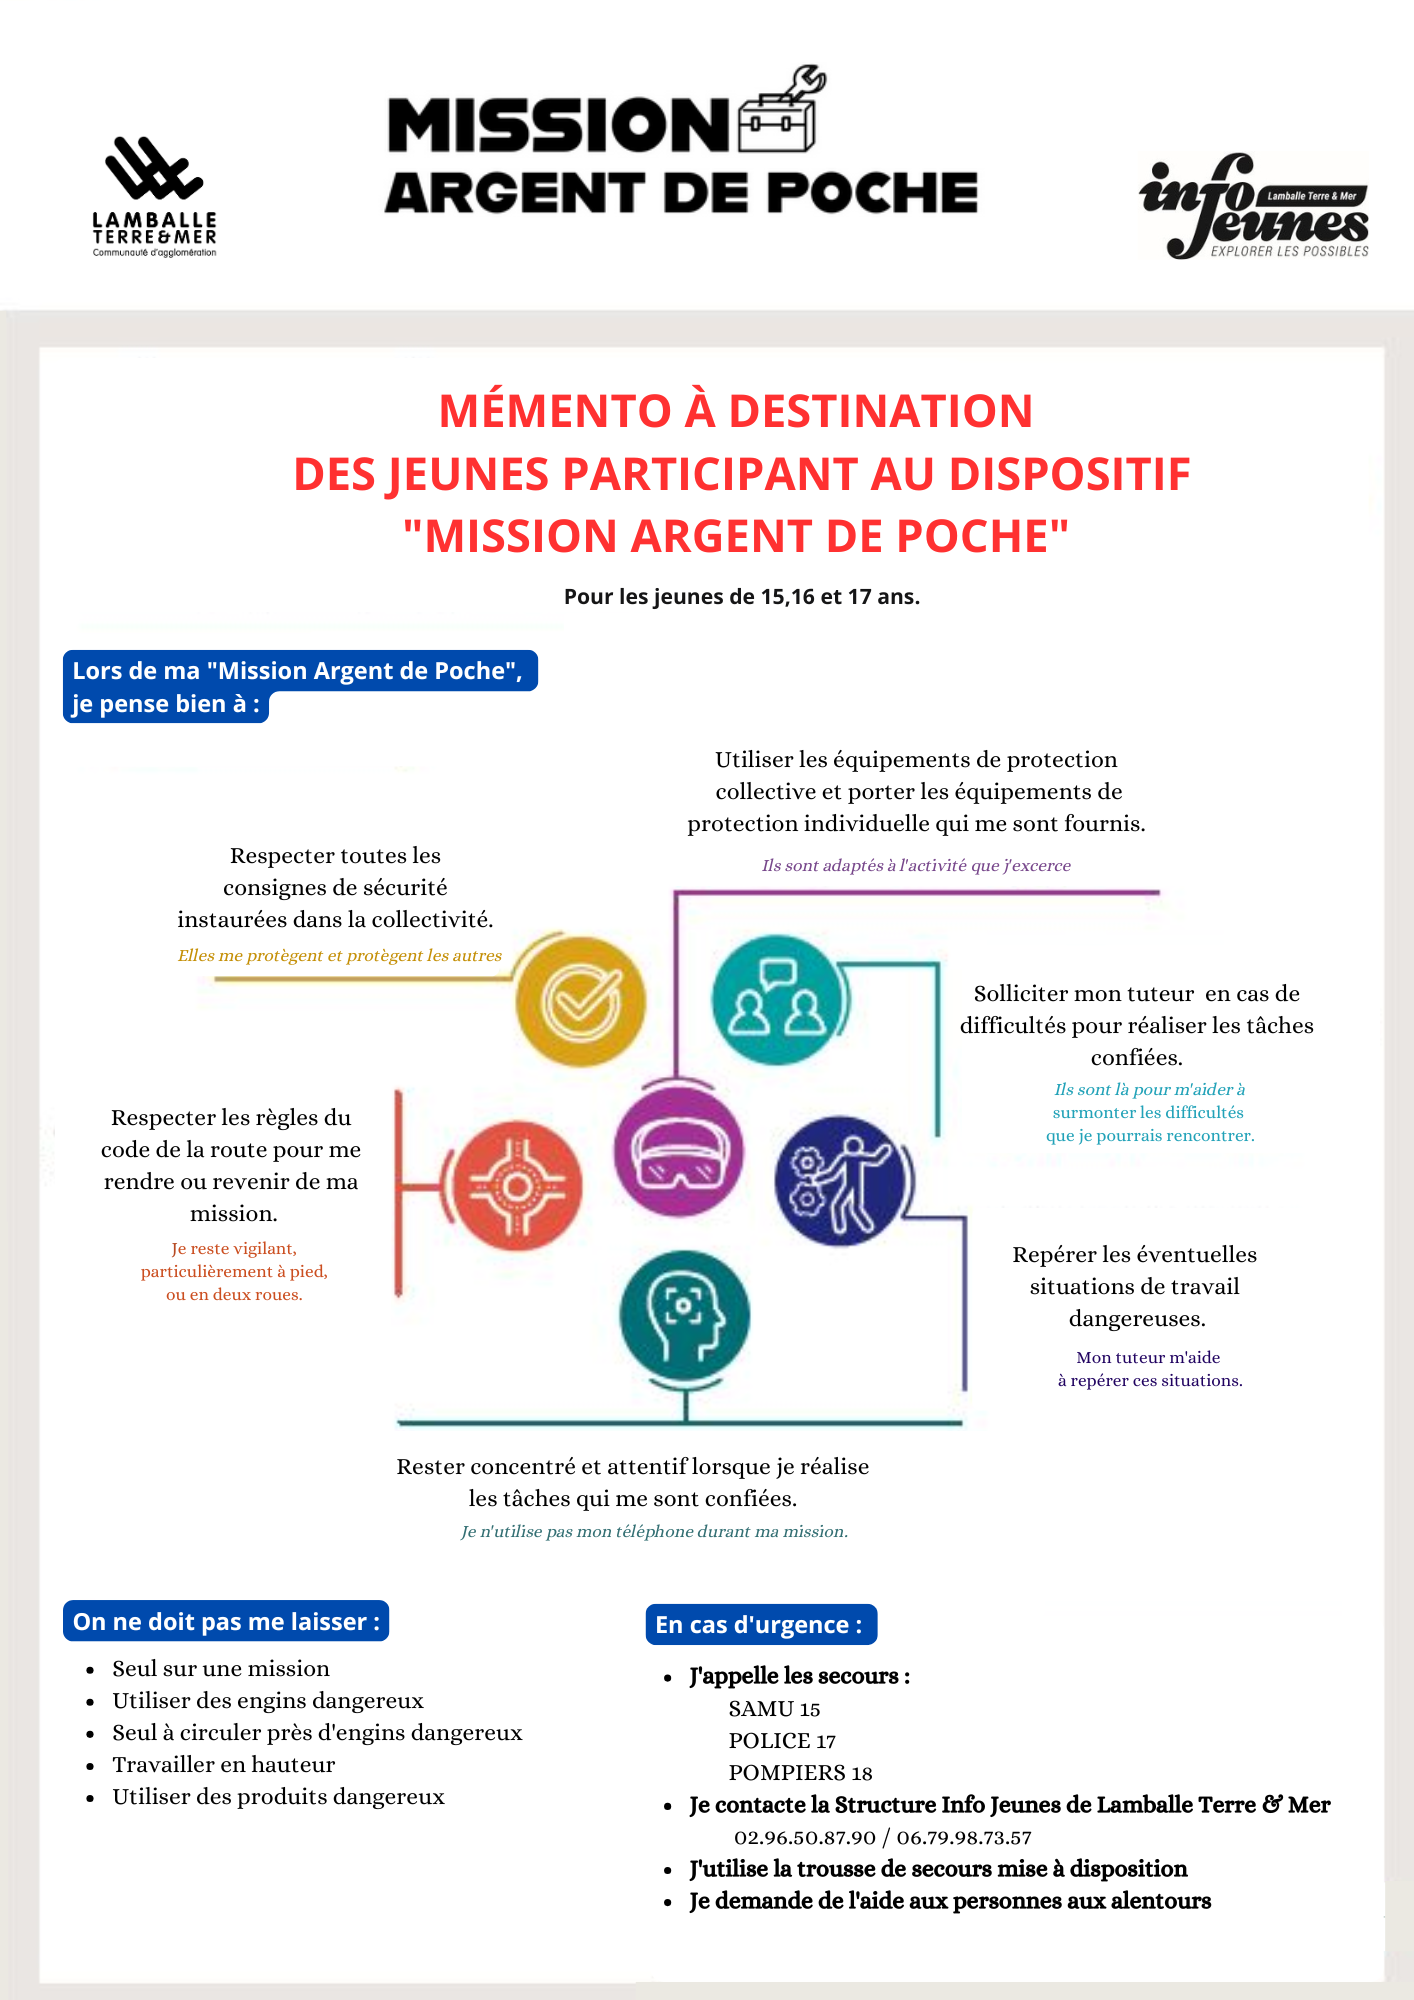 MISSION
ARGENT DE POCHE
LAMBALLE
TERRE&MER
Communauté d'agglomération
info
Lamballe Terre & Mer
Jeunes
EXPLORER LES POSSIBLES
MÉMENTO À DESTINATION
DES JEUNES PARTICIPANT AU DISPOSITIF
"MISSION ARGENT DE POCHE"
Pour les jeunes de 15,16 et 17 ans.
Lors de ma "Mission Argent de Poche",
je pense bien à :
Utiliser les équipements de protection
collective et porter les équipements de
protection individuelle qui me sont fournis.
Ils sont adaptés à l'activité que j'excerce
Respecter toutes les
consignes de sécurité
instaurées dans la collectivité.
Elles me protègent et protègent les autres
Solliciter mon tuteur en cas de
difficultés pour réaliser les tâches
confiées.
Ils sont là pour m'aider à
surmonter les difficultés
que je pourrais rencontrer.
Respecter les règles du
code de la route pour me
rendre ou revenir de ma
mission.
Je reste vigilant,
particulièrement à pied,
ou en deux roues.
Repérer les éventuelles
situations de travail
dangereuses.
Mon tuteur m'aide
à repérer ces situations.
Rester concentré et attentif lorsque je réalise
les tâches qui me sont confiées.
Je n'utilise pas mon téléphone durant ma mission.
On ne doit pas me laisser :
• Seul sur une mission
• Utiliser des engins dangereux
• Seul à circuler près d'engins dangereux
• Travailler en hauteur
• Utiliser des produits dangereux
En cas d'urgence :
• J'appelle les secours :
SAMU 15
POLICE 17
POMPIERS 18
• Je contacte la Structure Info Jeunes de Lamballe Terre & Mer
02.96.50.87.90 / 06.79.98.73.57
• J'utilise la trousse de secours mise à disposition
• Je demande de l'aide aux personnes aux alentours